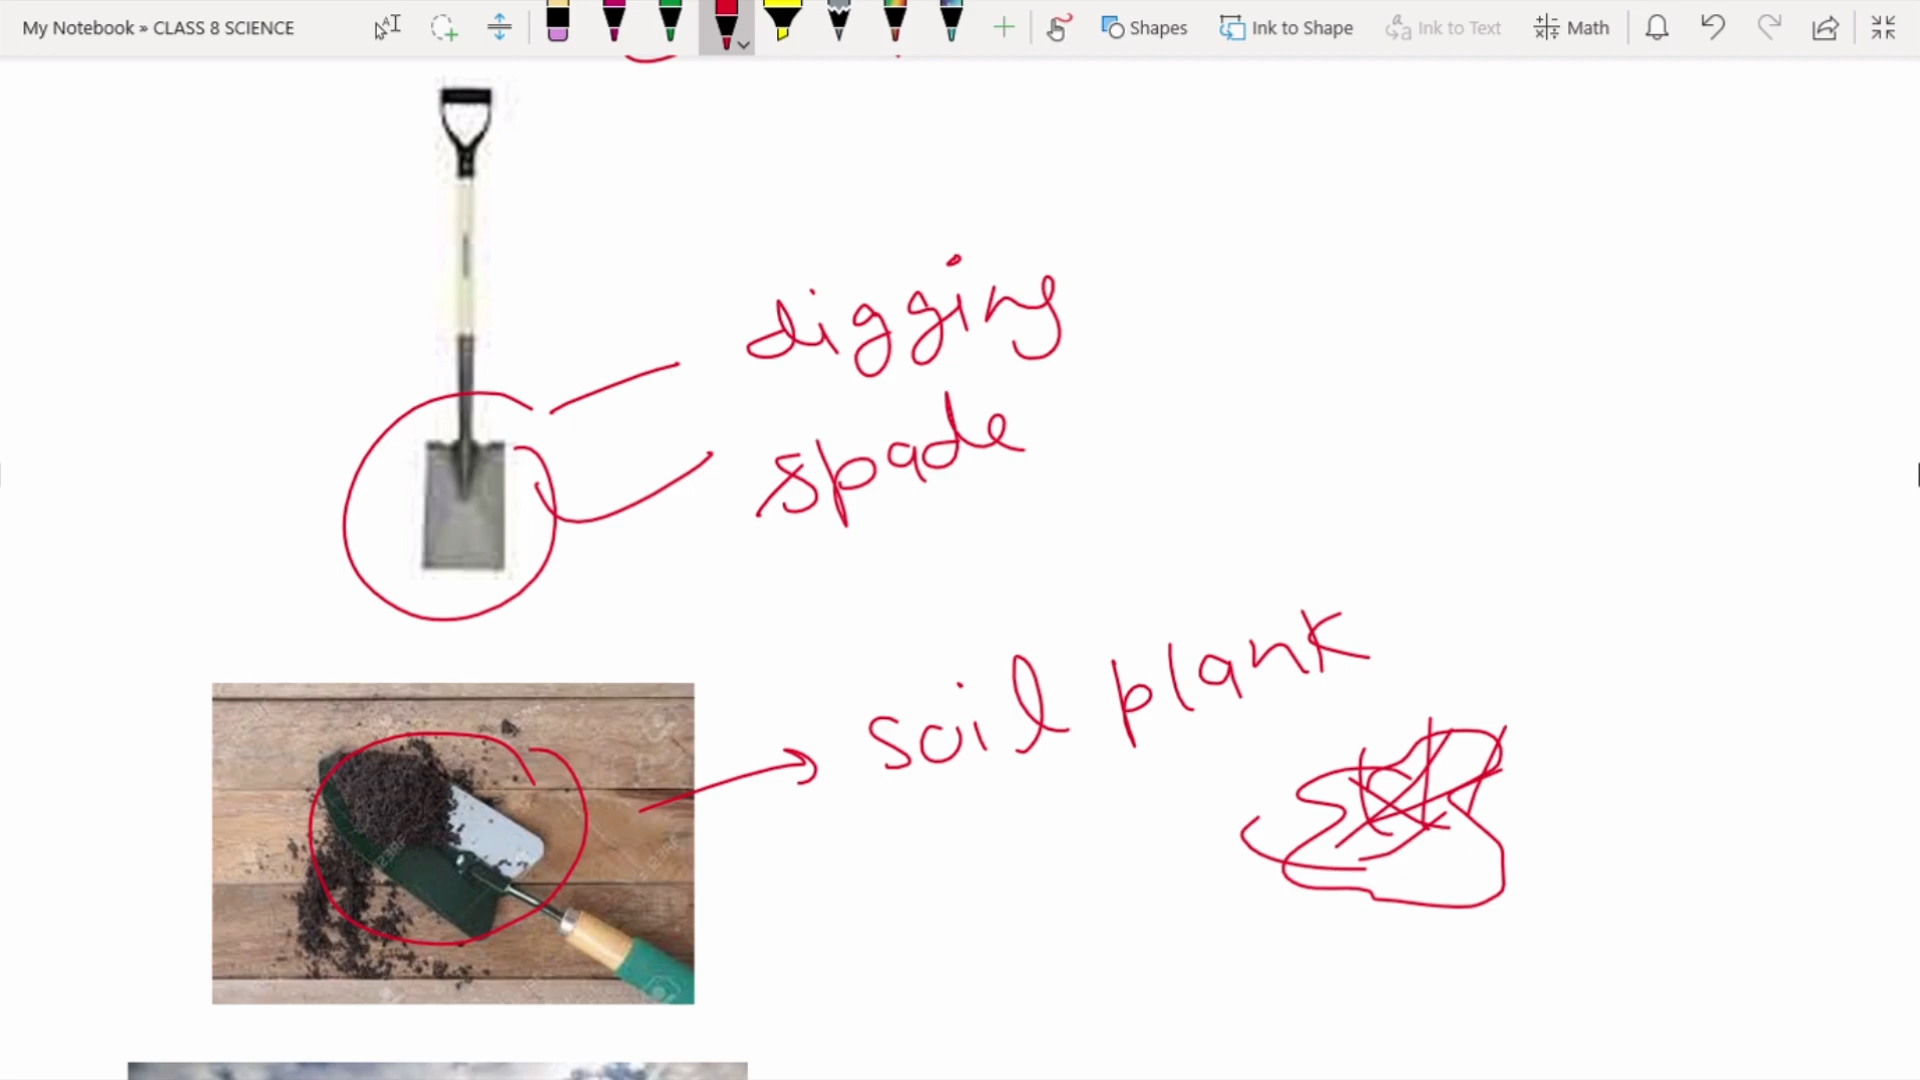 My Notebook » CLASS 8 SCIENCE
Shapes
Ink to Shape
Ink to Text
Math
digging
spade
soil plank